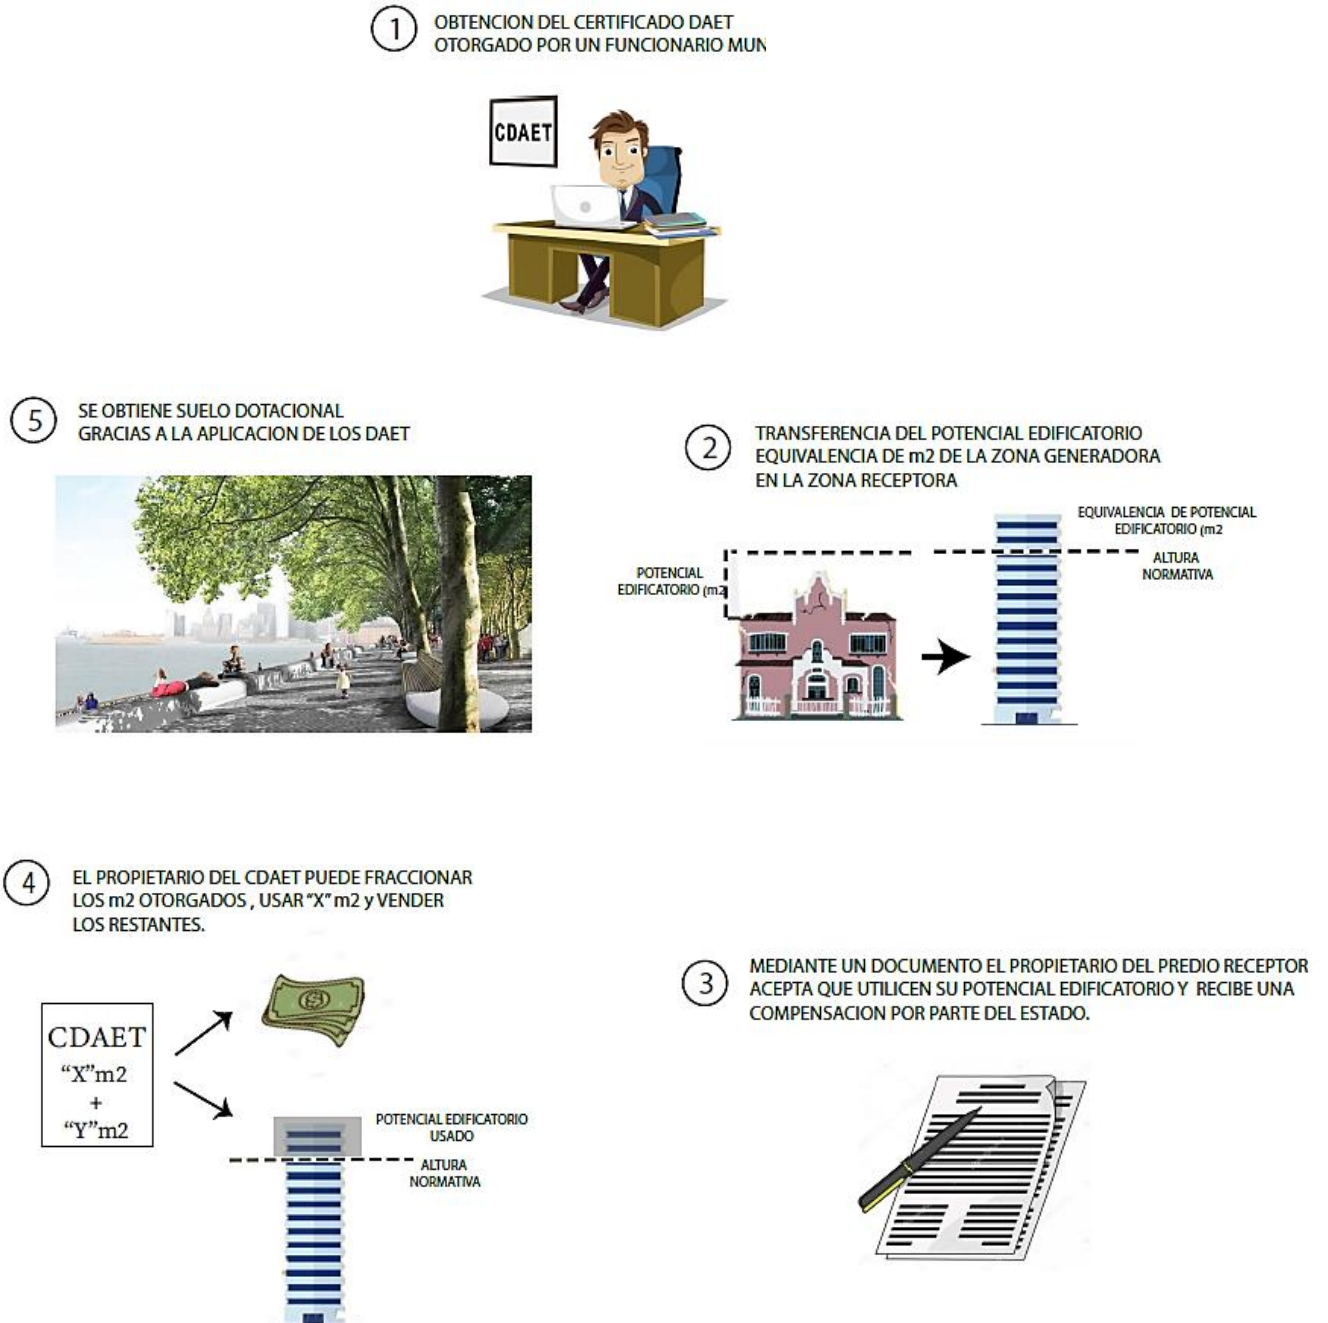 1
OBTENCION DEL CERTIFICADO DAET
OTORGADO POR UN FUNCIONARIO MUN
CDAET
5
SE OBTIENE SUELO DOTACIONAL
GRACIAS A LA APLICACION DE LOS DAET
2
TRANSFERENCIA DEL POTENCIAL EDIFICATORIO
EQUIVALENCIA DE m2 DE LA ZONA GENERADORA
EN LA ZONA RECEPTORA
EQUIVALENCIA DE POTENCIAL
EDIFICATORIO (m2
ALTURA
NORMATIVA
POTENCIAL
EDIFICATORIO (m2
4
EL PROPIETARIO DEL CDAET PUEDE FRACCIONAR
LOS m2 OTORGADOS , USAR “X” m2 y VENDER
LOS RESTANTES.
CDAET
“X”m2
+
“Y”m2
POTENCIAL EDIFICATORIO
USADO
ALTURA
NORMATIVA
3
MEDIANTE UN DOCUMENTO EL PROPIETARIO DEL PREDIO RECEPTOR
ACEPTA QUE UTILICEN SU POTENCIAL EDIFICATORIO Y RECIBE UNA
COMPENSACION POR PARTE DEL ESTADO.